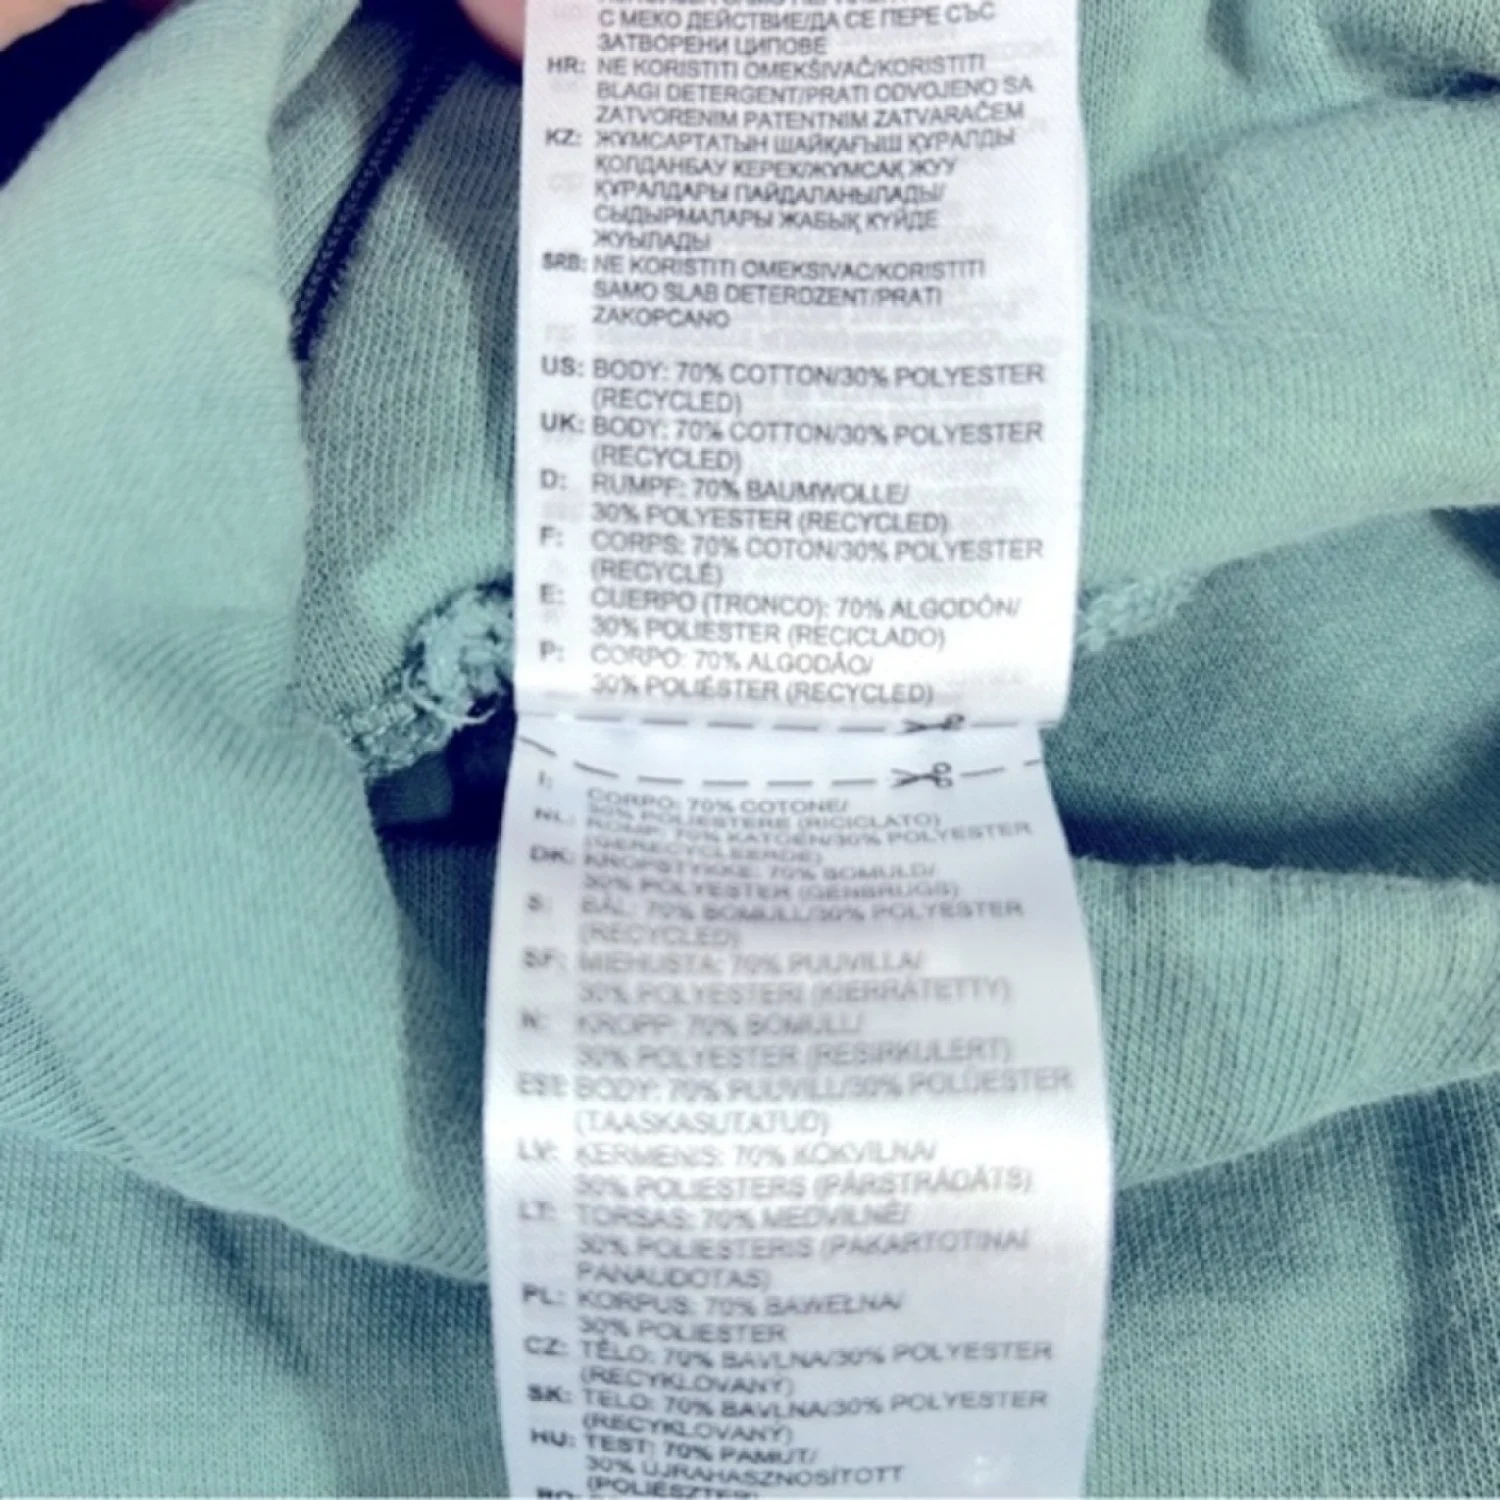 С МЕКО ДЕЙСТВИЕ/ДА СЕ ПЕРЕ СЪС
ЗАТВОРЕНИ ЦИПОВЕ
HR: NE KORISTITI OMEKŠIVAČ/KORISTITI
BLAGI DETERGENT/PRATI ODVOJENO SA
ZATVORENIM PATENTNIM ZATVARAČEM
KZ: ЖҰМСАРТАТЫН ШАЙҚАҒЫШ ҚҰРАЛДЫ
ҚОЛДАНБАУ КЕРЕК/ЖҰМСАҚ ЖУУ
ҚҰРАЛДАРЫ ПАЙДАЛАНЫЛАДЫ/
СЫДЫРМАЛАРЫ ЖАБЫҚ КҮЙДЕ
ЖУЫЛАДЫ
SRB: NE KORISTITI OMEKSIVAC/KORISTITI
SAMO SLAB DETERDZENT/PRATI
ZAKOPCANO
US: BODY: 70% COTTON/30% POLYESTER
(RECYCLED)
UK: BODY: 70% COTTON/30% POLYESTER
(RECYCLED)
D: RUMPF: 70% BAUMWOLLE/
30% POLYESTER (RECYCLED)
F: CORPS: 70% COTON/30% POLYESTER
(RECYCLÉ)
E: CUERPO (TRONCO): 70% ALGODÓN/
30% POLIESTER (RECICLADO)
P: CORPO: 70% ALGODÃO/
30% POLIÉSTER (RECYCLED)
I: CORPO: 70% COTONE/
30% POLIESTERE (RICICLATO)
NL: ROMP: 70% KATOEN/30% POLYESTER
(GERECYCLEERDE)
DK: KROPSTYKKE: 70% BOMULD/
30% POLYESTER (GENBRUGS)
S: BÅL: 70% BOMULL/30% POLYESTER
(RECYCLED)
SF: MIEHUSTA: 70% PUUVILLA/
30% POLYESTERI (KIERRÄTETTY)
N: KROPP: 70% BOMULL/
30% POLYESTER (RESIRKULERT)
EST: BODY: 70% PUUVILL/30% POLÜESTER
(TAASKASUTATUD)
LV: ĶERMENIS: 70% KOKVILNA/
30% POLIESTERS (PĀRSTRĀDĀTS)
LT: TORSAS: 70% MEDVILNĖ/
30% POLIESTERIS (PAKARTOTINAI
PANAUDOTAS)
PL: KORPUS: 70% BAWEŁNA/
30% POLIESTER
CZ: TĚLO: 70% BAVLNA/30% POLYESTER
(RECYKLOVANÝ)
SK: TELO: 70% BAVLNA/30% POLYESTER
(RECYKLOVANÝ)
HU: TEST: 70% PAMUT/
30% ÚJRAHASZNOSÍTOTT
(POLIÉSZTER)